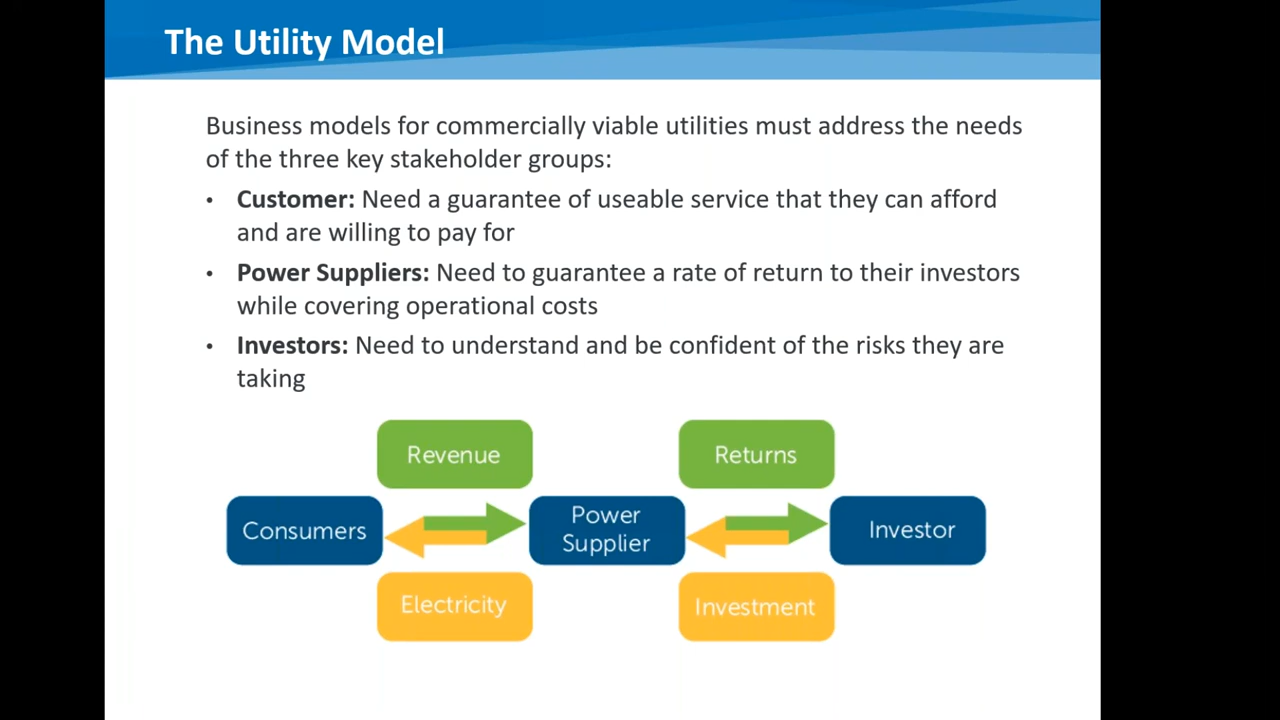 The Utility Model
Business models for commercially viable utilities must address the needs
of the three key stakeholder groups:
• Customer: Need a guarantee of useable service that they can afford
and are willing to pay for
• Power Suppliers: Need to guarantee a rate of return to their investors
while covering operational costs
• Investors: Need to understand and be confident of the risks they are
taking
Revenue
Returns
Consumers
Power
Supplier
Investor
Electricity
Investment